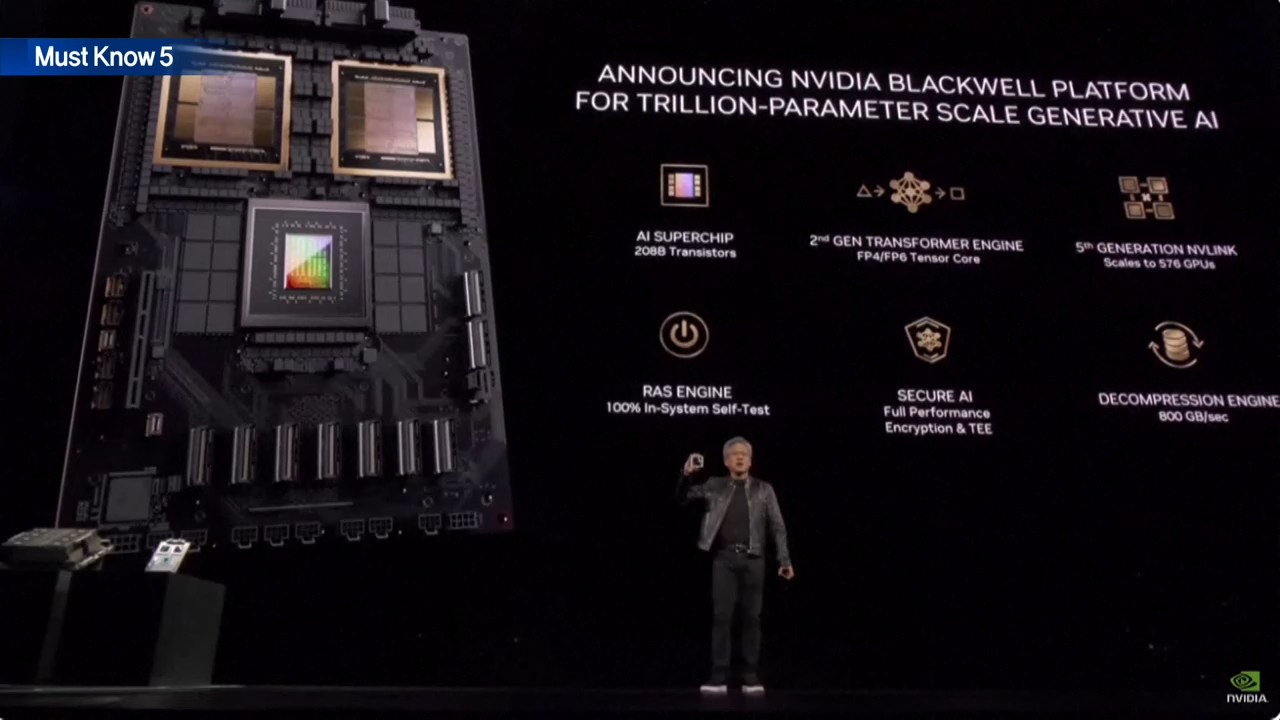 Must Know 5
ANNOUNCING NVIDIA BLACKWELL PLATFORM
FOR TRILLION-PARAMETER SCALE GENERATIVE AI
AI SUPERCHIP
208B Transistors
2nd GEN TRANSFORMER ENGINE
FP4/FP6 Tensor Core
5th GENERATION NVLINK
Scales to 576 GPUs
RAS ENGINE
100% In-System Self-Test
SECURE AI
Full Performance
Encryption & TEE
DECOMPRESSION ENGINE
800 GB/sec
NVIDIA